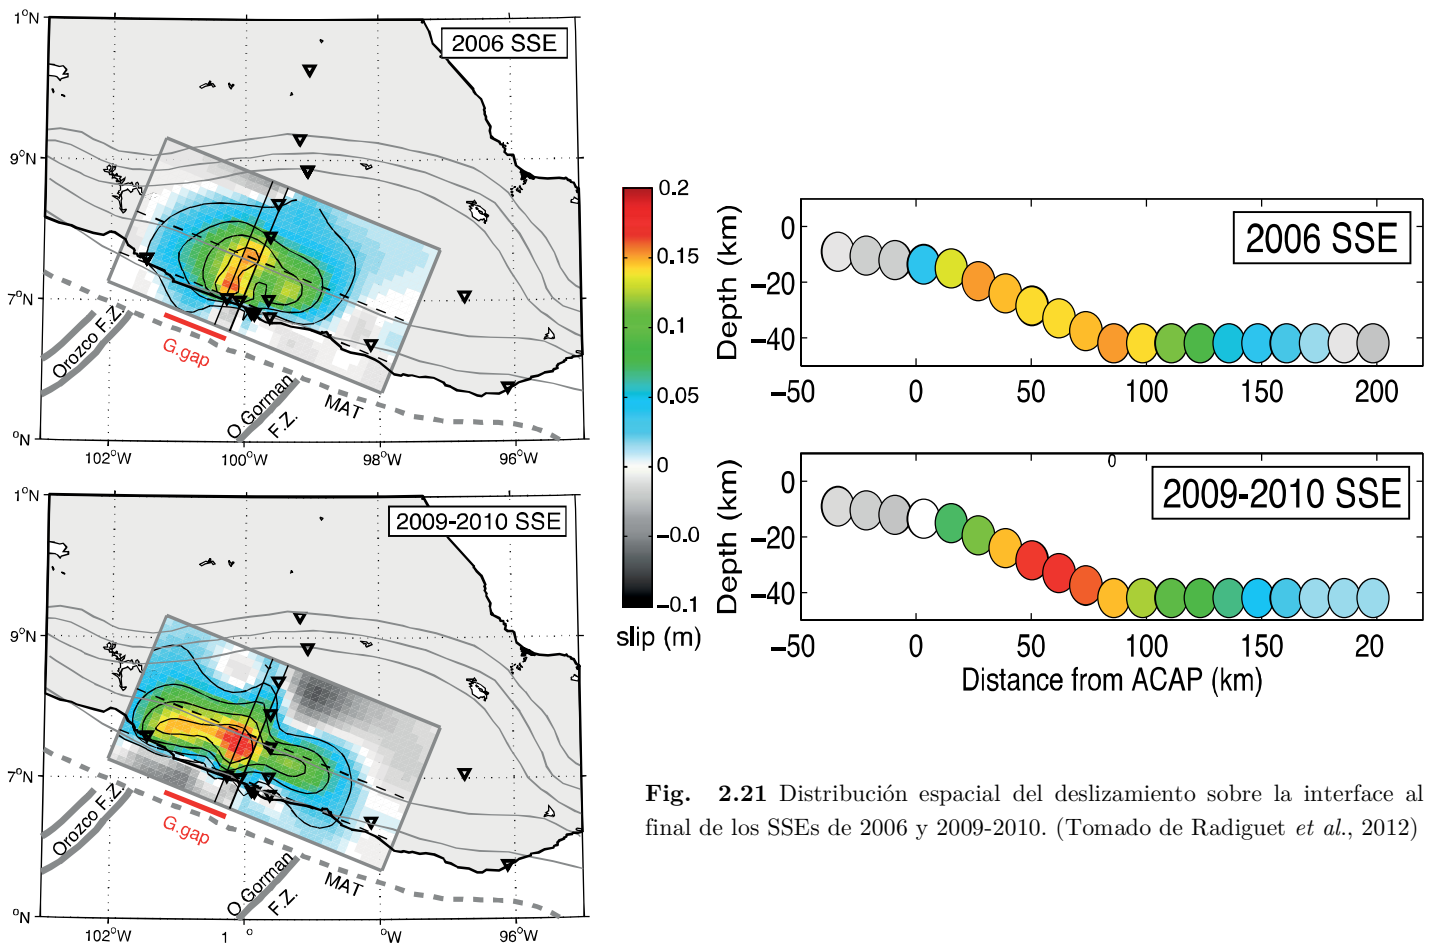 1°N
2006 SSE
9°N
7°N
Orozco F.Z.
G.gap
O.Gorman
F.Z.
MAT
°N
102°W
100°W
98°W
96°W
1°N
2009-2010 SSE
9°N
7°N
Orozco F.Z.
G.gap
O.Gorman
F.Z.
MAT
°N
102°W
1 °
°W
96°W
0.2
0.15
0.1
0.05
0
−0.0
−0.1
slip (m)
Depth (km)
0
−20
−40
2006 SSE
−50
0
50
100
150
200
Depth (km)
0
−20
−40
0
2009-2010 SSE
−50
0
50
100
150
20
Distance from ACAP (km)
Fig. 2.21 Distribución espacial del deslizamiento sobre la interface al
final de los SSEs de 2006 y 2009-2010. (Tomado de Radiguet et al., 2012)